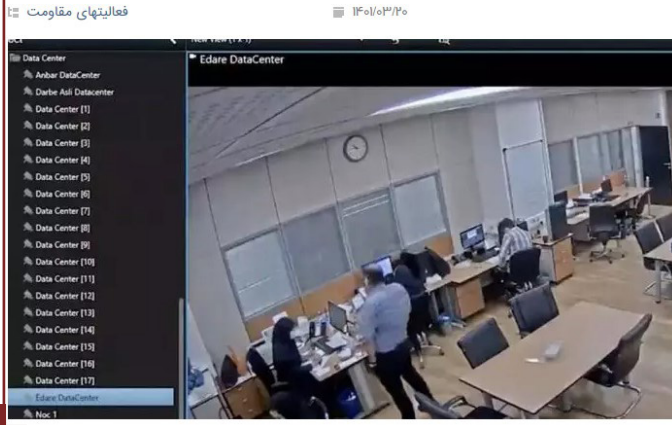 فعالیتهای مقاومت
۱۴۰۱/۰۳/۲۰
Data Center
Edare DataCenter
Anbar DataCenter
Darbe Asli Datacenter
Data Center [1]
Data Center [2]
Data Center [3]
Data Center [4]
Data Center [5]
Data Center [6]
Data Center [7]
Data Center [8]
Data Center [9]
Data Center [10]
Data Center [11]
Data Center [12]
Data Center [13]
Data Center [14]
Data Center [15]
Data Center [16]
Data Center [17]
Edare DataCenter
Noc 1